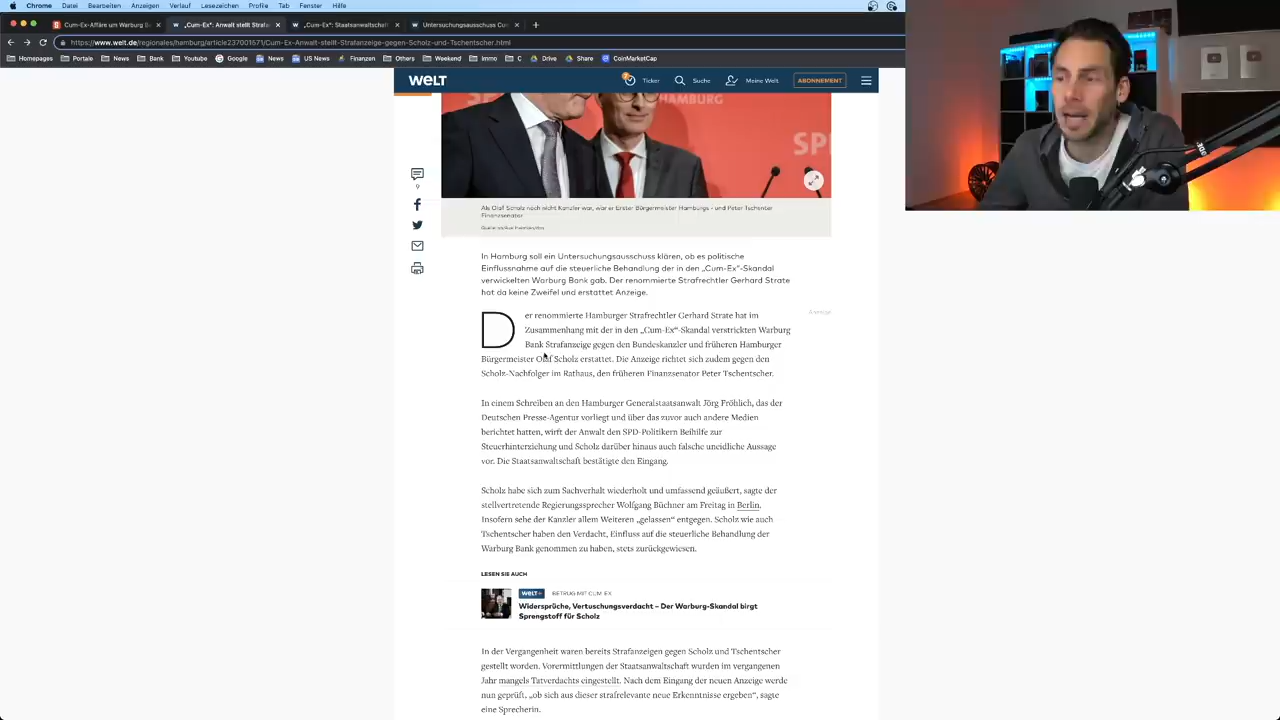 Chrome Datei Bearbeiten Anzeigen Verlauf Lesezeichen Profile Tab Fenster Hilfe
Cum-Ex-Affäre um Warburg B
„Cum-Ex“: Anwalt stellt Straf
„Cum-Ex“: Staatsanwaltschaft
Untersuchungsausschuss Cum
https://www.welt.de/regionales/hamburg/article237001571/Cum-Ex-Anwalt-stellt-Strafanzeige-gegen-Scholz-und-Tschentscher.html
Homepages Portale News Bank Youtube Google News US News Finanzen Others Weekend Immo C Drive Share CoinMarketCap
WELT
Ticker Suche Meine Welt ABONNEMENT
HAMBURG
SP
9
Als Olaf Scholz noch nicht Kanzler war, war er Erster Bürgermeister Hamburgs - und Peter Tschenter
Finanzsenator
In Hamburg soll ein Untersuchungsausschuss klären, ob es politische
Einflussnahme auf die steuerliche Behandlung der in den „Cum-Ex“-Skandal
verwickelten Warburg Bank gab. Der renommierte Strafrechtler Gerhard Strate
hat da keine Zweifel und erstattet Anzeige.
Anzeige
Der renommierte Hamburger Strafrechtler Gerhard Strate hat im
Zusammenhang mit der in den „Cum-Ex“-Skandal verstrickten Warburg
Bank Strafanzeige gegen den Bundeskanzler und früheren Hamburger
Bürgermeister Olaf Scholz erstattet. Die Anzeige richtet sich zudem gegen den
Scholz-Nachfolger im Rathaus, den früheren Finanzsenator Peter Tschentscher.
In einem Schreiben an den Hamburger Generalstaatsanwalt Jörg Fröhlich, das der
Deutschen Presse-Agentur vorliegt und über das zuvor auch andere Medien
berichtet hatten, wirft der Anwalt den SPD-Politikern Beihilfe zur
Steuerhinterziehung und Scholz darüber hinaus auch falsche uneidliche Aussage
vor. Die Staatsanwaltschaft bestätigte den Eingang.
Scholz habe sich zum Sachverhalt wiederholt und umfassend geäußert, sagte der
stellvertretende Regierungssprecher Wolfgang Büchner am Freitag in Berlin.
Insofern sehe der Kanzler allem Weiteren „gelassen“ entgegen. Scholz wie auch
Tschentscher haben den Verdacht, Einfluss auf die steuerliche Behandlung der
Warburg Bank genommen zu haben, stets zurückgewiesen.
LESEN SIE AUCH
WELT+ BETRUG MIT CUM-EX
Widersprüche, Vertuschungsverdacht – Der Warburg-Skandal birgt
Sprengstoff für Scholz
In der Vergangenheit waren bereits Strafanzeigen gegen Scholz und Tschentscher
gestellt worden. Vorermittlungen der Staatsanwaltschaft wurden im vergangenen
Jahr mangels Tatverdachts eingestellt. Nach dem Eingang der neuen Anzeige werde
nun geprüft, „ob sich aus dieser strafrelevante neue Erkenntnisse ergeben“, sagte
eine Sprecherin.